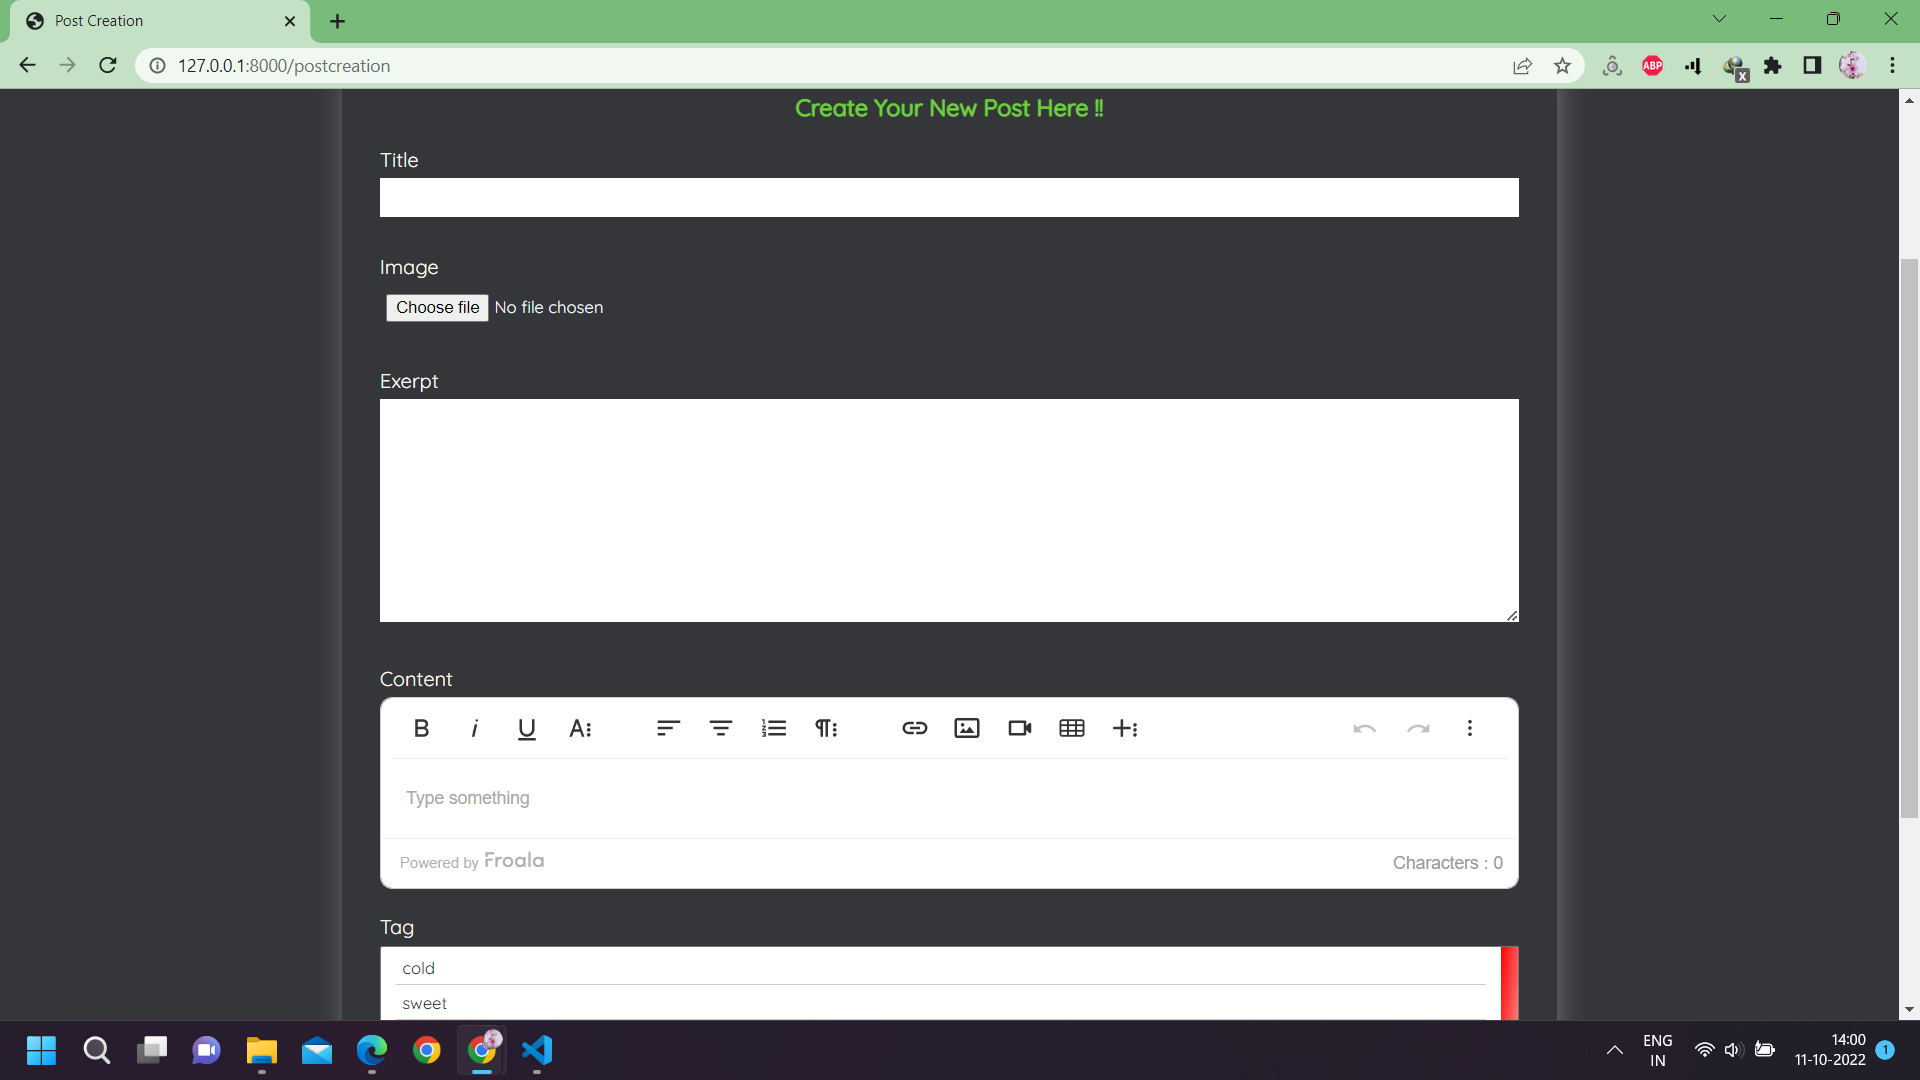 Post Creation
127.0.0.1:8000/postcreation
ABP
X
Create Your New Post Here !!
Title
Image
Choose file No file chosen
Exerpt
Content
B i U A
Type something
Powered by Froala
Characters : 0
Tag
cold
sweet
ENG
IN
14:00
11-10-2022
1